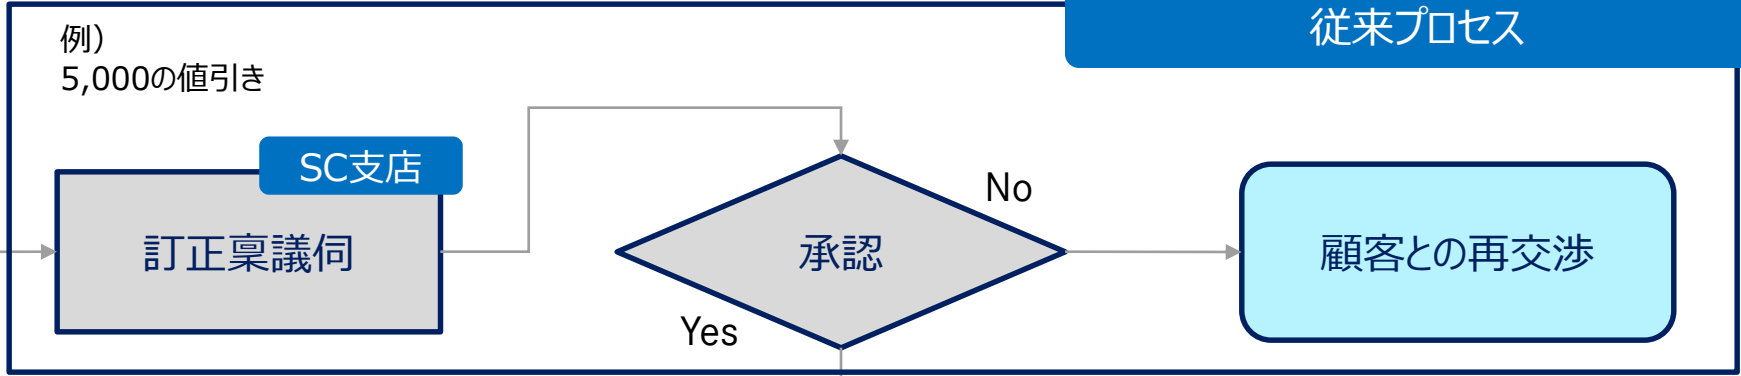 従来プロセス
例）
5,000の値引き
SC支店
訂正稟議伺
承認
No
Yes
顧客との再交渉